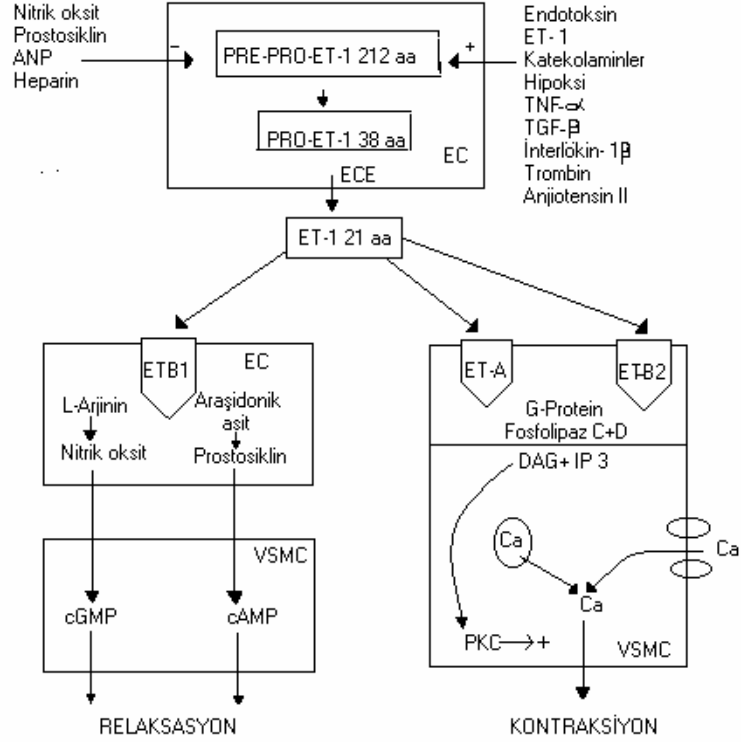 Nitrik oksit
Prostosiklin
ANP
Heparin
−
PRE-PRO-ET-1 212 aa
+
Endotoksin
ET-1
Katekolaminler
Hipoksi
TNF-α
TGF-β
İnterlökin-1β
Trombin
Anjiotensin II
PRO-ET-1 38 aa
EC
ECE
ET-1 21 aa
ETB1
EC
L-Arjinin
Araşidonik
asit
Nitrik oksit
Prostosiklin
VSMC
cGMP
cAMP
RELAKSASYON
ET-A
ET-B2
G-Protein
Fosfolipaz C+D
DAG+ IP 3
Ca
Ca
Ca
PKC
+
VSMC
KONTRAKSİYON